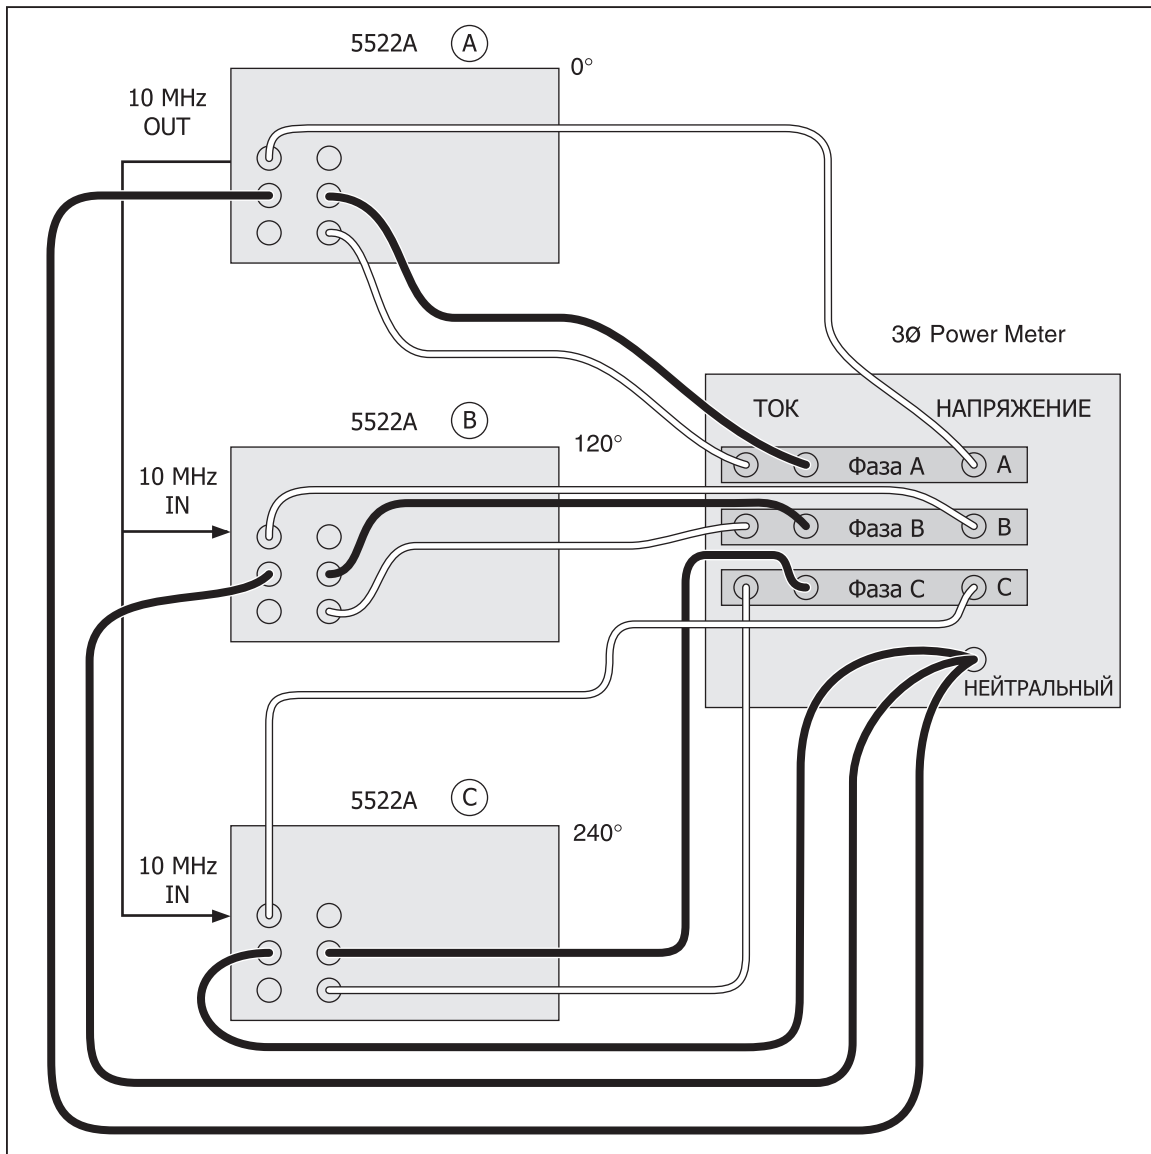 5522A A
0°
10 MHz
OUT
3Ø Power Meter
ТОК НАПРЯЖЕНИЕ
5522A B
120°
Фаза A A
10 MHz
IN
Фаза B B
Фаза C C
НЕЙТРАЛЬНЫЙ
5522A C
240°
10 MHz
IN